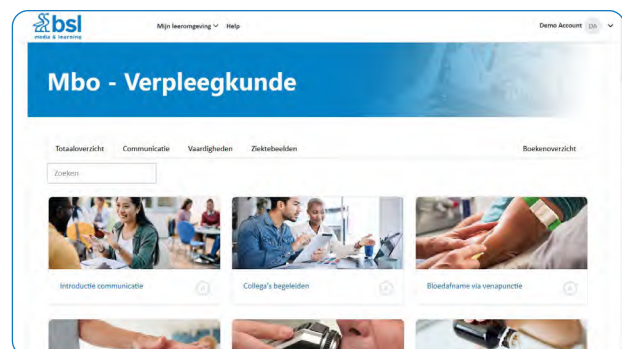 bsl
media & learning
Mijn leeromgeving Help
Demo Account DA
Mbo - Verpleegkunde
Totaaloverzicht Communicatie Vaardigheden Ziektebeelden Boekenoverzicht
Zoeken
Introductie communicatie
Collega's begeleiden
Bloedafname via venapunctie